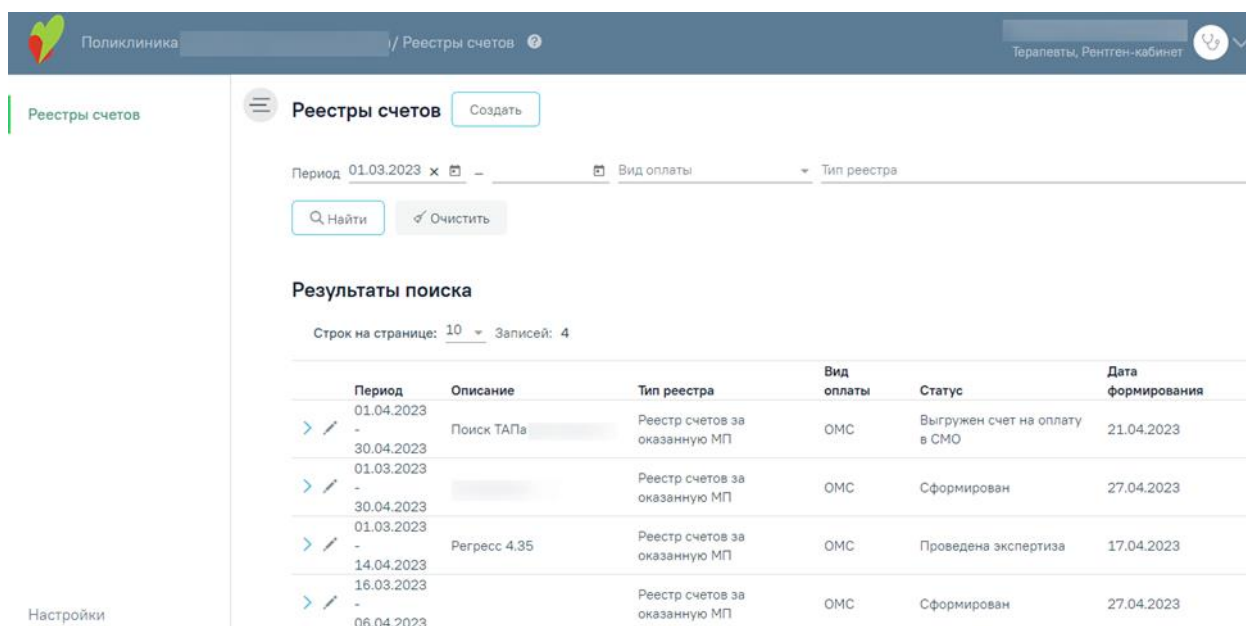 Поликлиника )/ Реестры счетов ?
Терапевты, Рентген-кабинет
Реестры счетов
Реестры счетов Создать
Период 01.03.2023 × – Вид оплаты Тип реестра
Найти Очистить
Результаты поиска
Строк на странице: 10 Записей: 4
Период Описание Тип реестра Вид оплаты Статус Дата формирования
01.04.2023 - 30.04.2023 Поиск ТАПа Реестр счетов за оказанную МП ОМС Выгружен счет на оплату в СМО 21.04.2023
01.03.2023 - 30.04.2023 Реестр счетов за оказанную МП ОМС Сформирован 27.04.2023
01.03.2023 - 14.04.2023 Регресс 4.35 Реестр счетов за оказанную МП ОМС Проведена экспертиза 17.04.2023
16.03.2023 - 06.04.2023 Реестр счетов за оказанную МП ОМС Сформирован 27.04.2023
Настройки